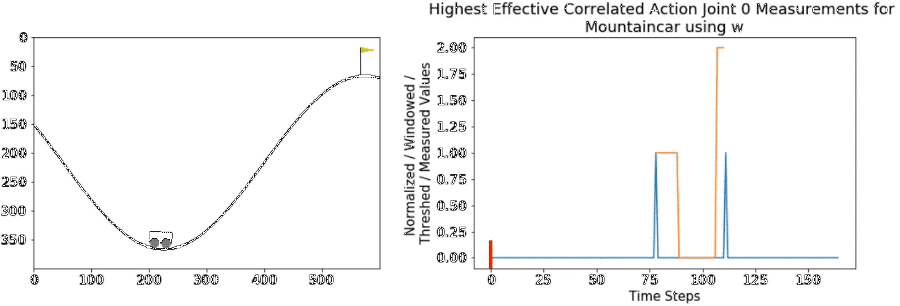 0
50
100
150
200
250
300
350
0 100 200 300 400 500
Highest Effective Correlated Action Joint 0 Measurements for
Mountaincar using w
Normalized / Windowed /
Threshed / Measured Values
2.00
1.75
1.50
1.25
1.00
0.75
0.50
0.25
0.00
0 25 50 75 100 125 150
Time Steps